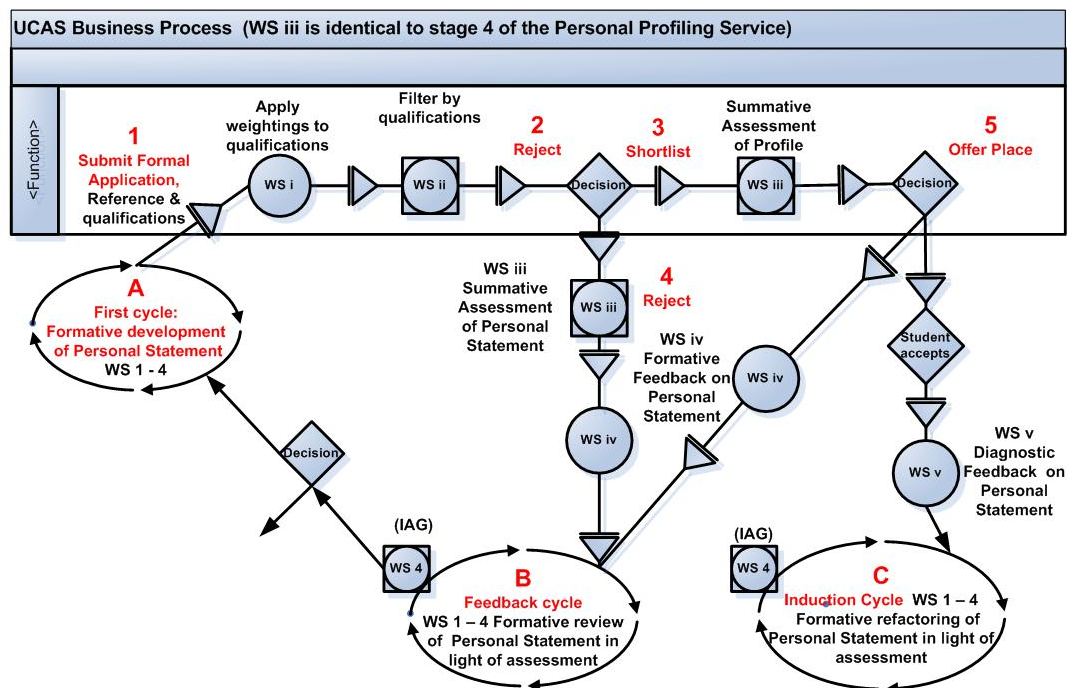 UCAS Business Process  (WS iii is identical to stage 4 of the Personal Profiling Service)
<Function>
1
Submit Formal
Application,
Reference &
qualifications
Apply
weightings to
qualifications
WS i
Filter by
qualifications
WS ii
2
Reject
Decision
3
Shortlist
Summative
Assessment
of Profile
WS iii
5
Offer Place
Decision
A
First cycle:
Formative development
of Personal Statement
WS 1 - 4
WS iii
Summative
Assessment
of Personal
Statement
WS iii
4
Reject
WS iv
Formative
Feedback on
Personal
Statement
WS iv
WS iv
Student
accepts
WS v
WS v
Diagnostic
Feedback  on
Personal
Statement
Decision
(IAG)
WS 4
B
Feedback cycle
WS 1 – 4 Formative review
of  Personal Statement in
light of assessment
(IAG)
WS 4
C
Induction Cycle  WS 1 – 4
Formative refactoring of
Personal Statement in light of
assessment